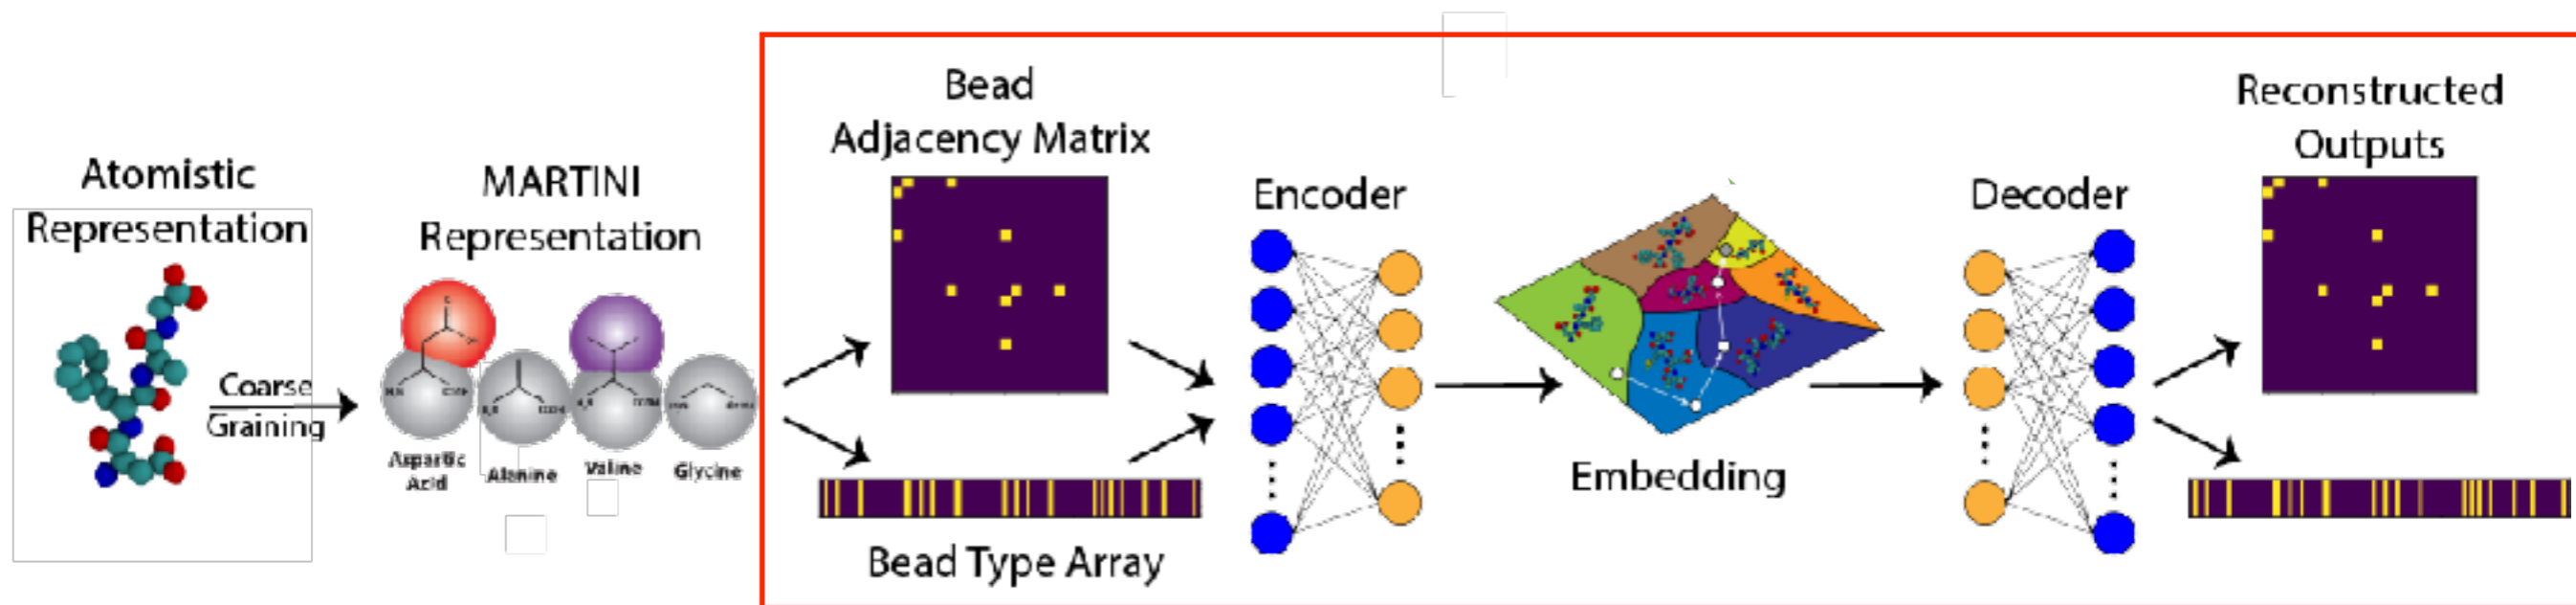 Atomistic
Representation
Coarse
Graining
MARTINI
Representation
Aspartic
Acid
Alanine
Valine
Glycine
Bead
Adjacency Matrix
Bead Type Array
Encoder
Embedding
Decoder
Reconstructed
Outputs